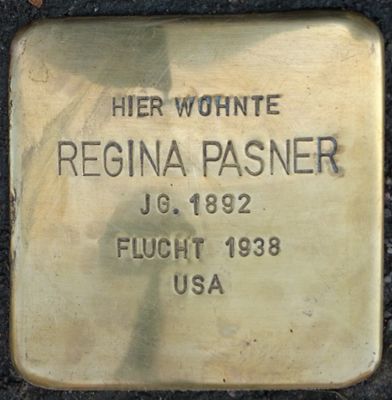 HIER WOHNTE
REGINA PASNER
JG. 1892
FLUCHT 1938
USA